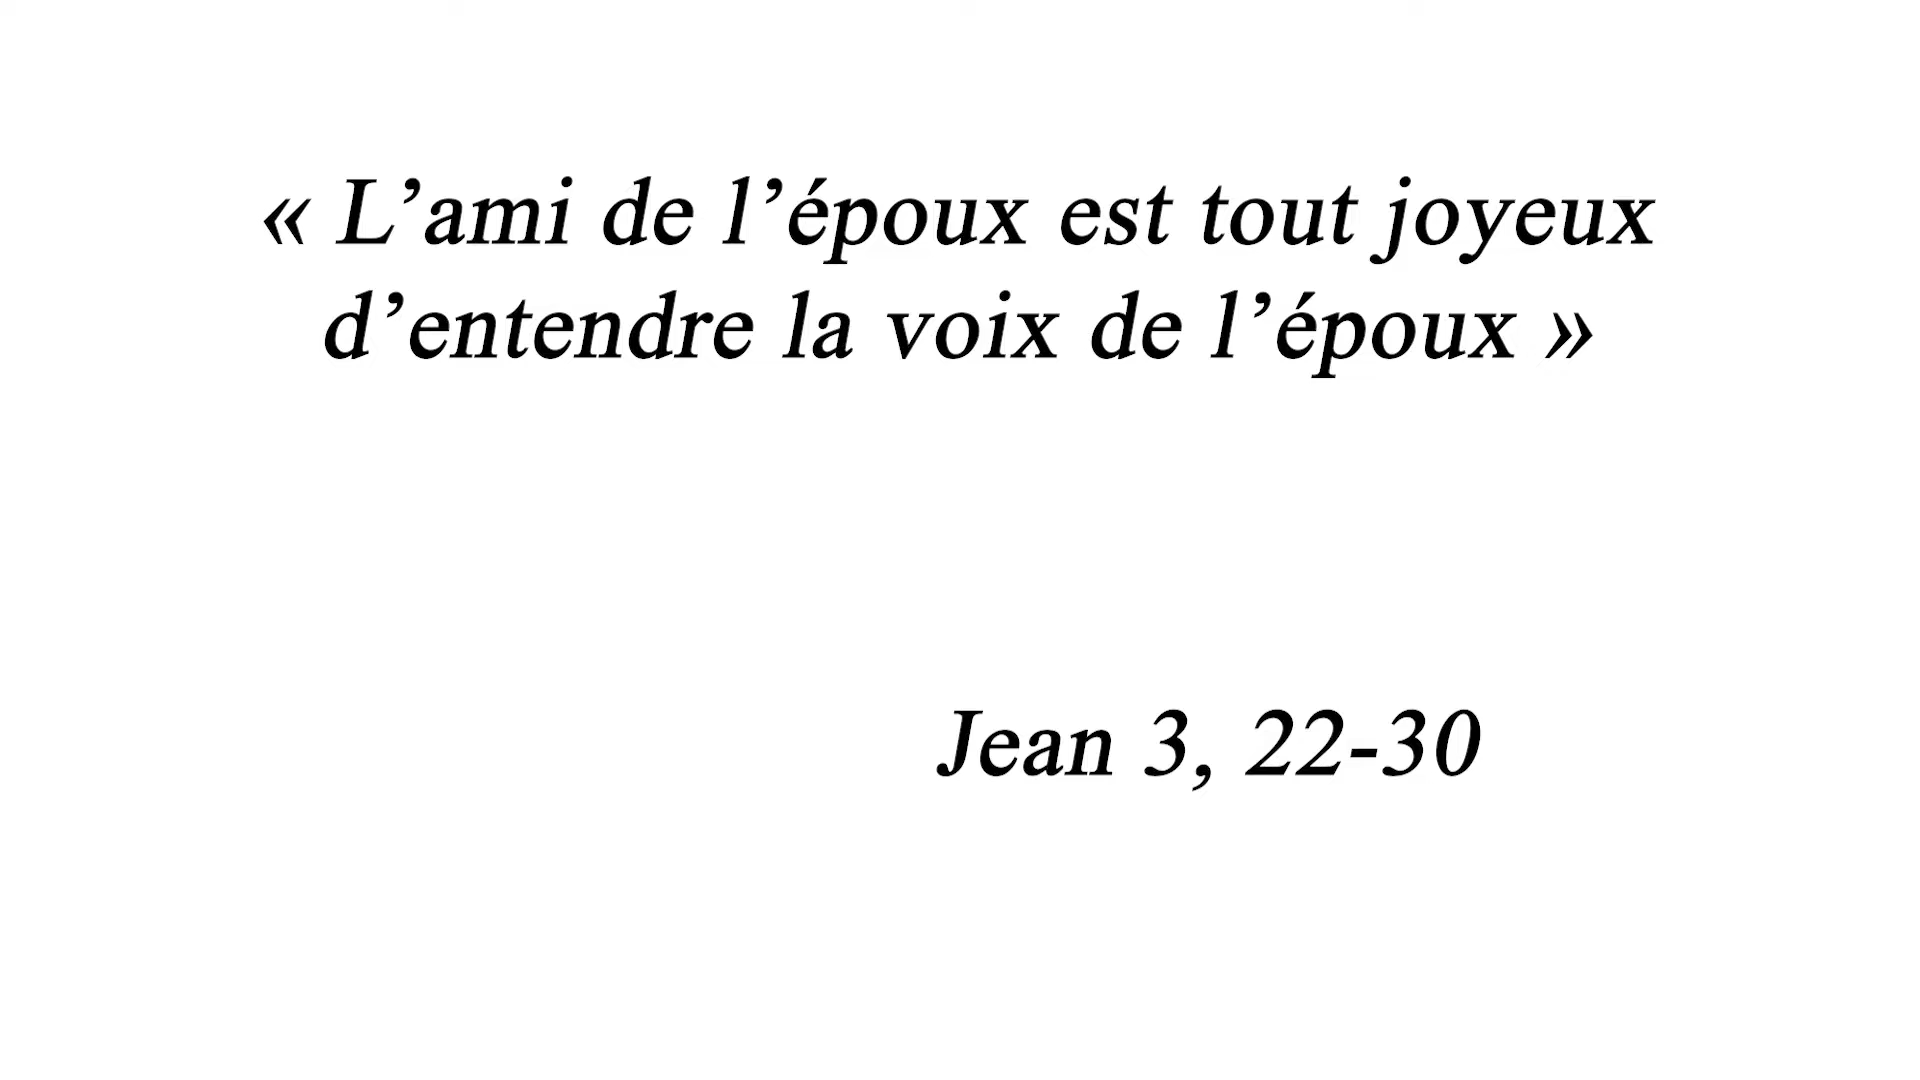 « L’ami de l’époux est tout joyeux
d’entendre la voix de l’époux »
Jean 3, 22-30